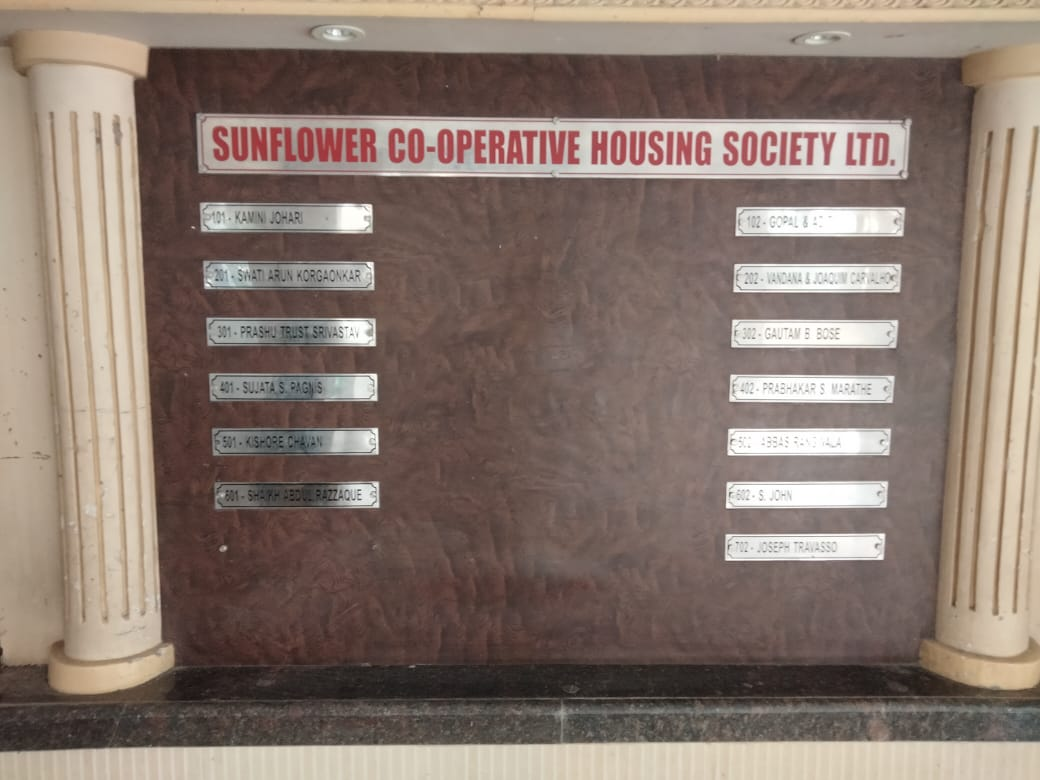 SUNFLOWER CO-OPERATIVE HOUSING SOCIETY LTD.
101 - KAMINI JOHARI
102 - GOPAL &
201 - SWATI ARUN KORGAONKAR
202 - VANDANA & JOAQUIM CARVALHO
301 - PRASHU TRUST SRIVASTAV
302 - GAUTAM B. BOSE
401 - SUJATA S. PAGNIS
402 - PRABHAKAR S. MARATHE
501 - KISHORE CHAVAN
502 - ABBAS
601 - SHAIKH ABDUL RAZZAQUE
602 - S. JOHN
702 - JOSEPH TRAVASSO